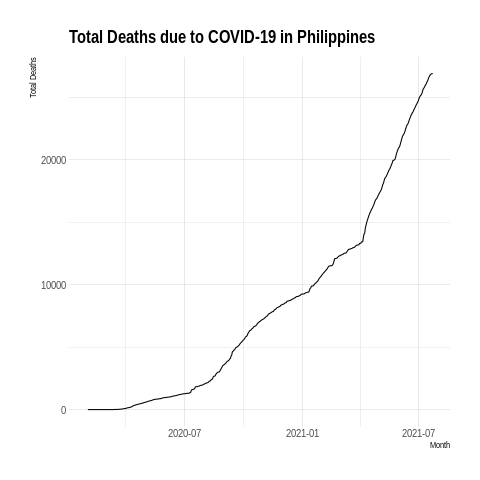 Total Deaths due to COVID-19 in Philippines
Total Deaths
20000
10000
0
2020-07
2021-01
2021-07
Month